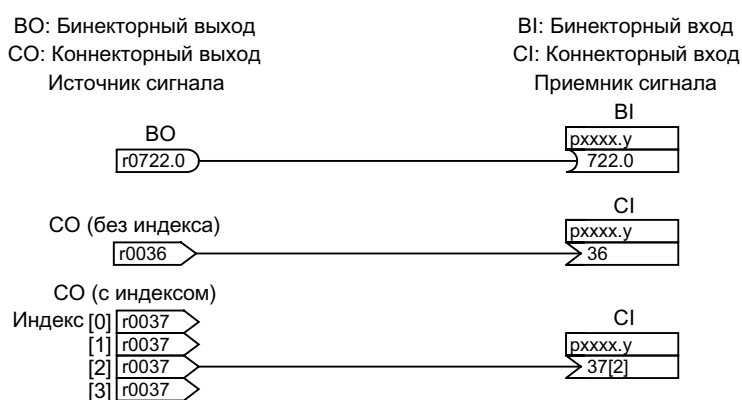 BO: Бинекторный выход
CO: Коннекторный выход
Источник сигнала
BI: Бинекторный вход
CI: Коннекторный вход
Приемник сигнала
BO
r0722.0
BI
pxxxx.y
722.0
CO (без индекса)
r0036
CI
pxxxx.y
36
CO (с индексом)
Индекс [0] r0037
[1] r0037
[2] r0037
[3] r0037
CI
pxxxx.y
37[2]